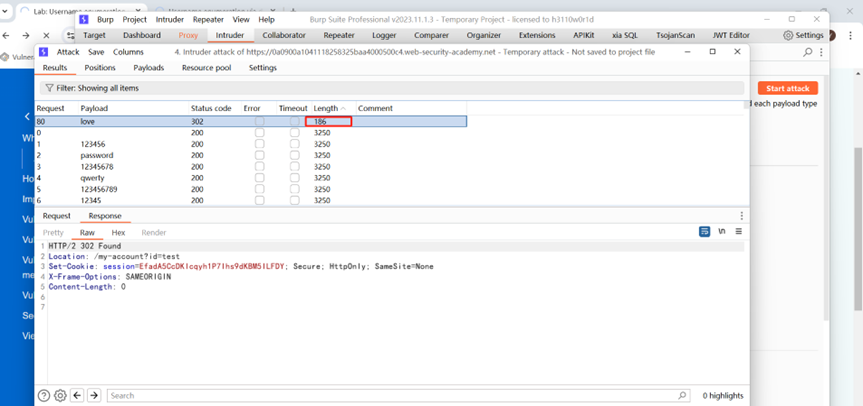 Lab: Username enumeration
Burp Project Intruder Repeater View Help
Burp Suite Professional v2023.11.1.3 - Temporary Project - licensed to h3110w0r1d
Target Dashboard Proxy Intruder Collaborator Repeater Comparer Organizer Extensions APIKit xia SQL TsojanScan JWT Editor Settings
Attack Save Columns
4. Intruder attack of https://0a0900a1041118258325baa4000500c4.web-security-academy.net - Temporary attack - Not saved to project file
Results Positions Payloads Resource pool Settings
Start attack
Filter: Showing all items
d each payload type
Request Payload Status code Error Timeout Length Comment
80 love 302 186
0 200 3250
1 123456 200 3250
2 password 200 3250
3 12345678 200 3250
4 qwerty 200 3250
5 123456789 200 3250
6 12345 200 3250
Request Response
Pretty Raw Hex Render
\n
1 HTTP/2 302 Found
2 Location: /my-account?id=test
3 Set-Cookie: session=EfadA5CcDKIcqyh1P7Ihs9dKBM5ILFDY; Secure; HttpOnly; SameSite=None
4 X-Frame-Options: SAMEORIGIN
5 Content-Length: 0
6
7
Search
0 highlights